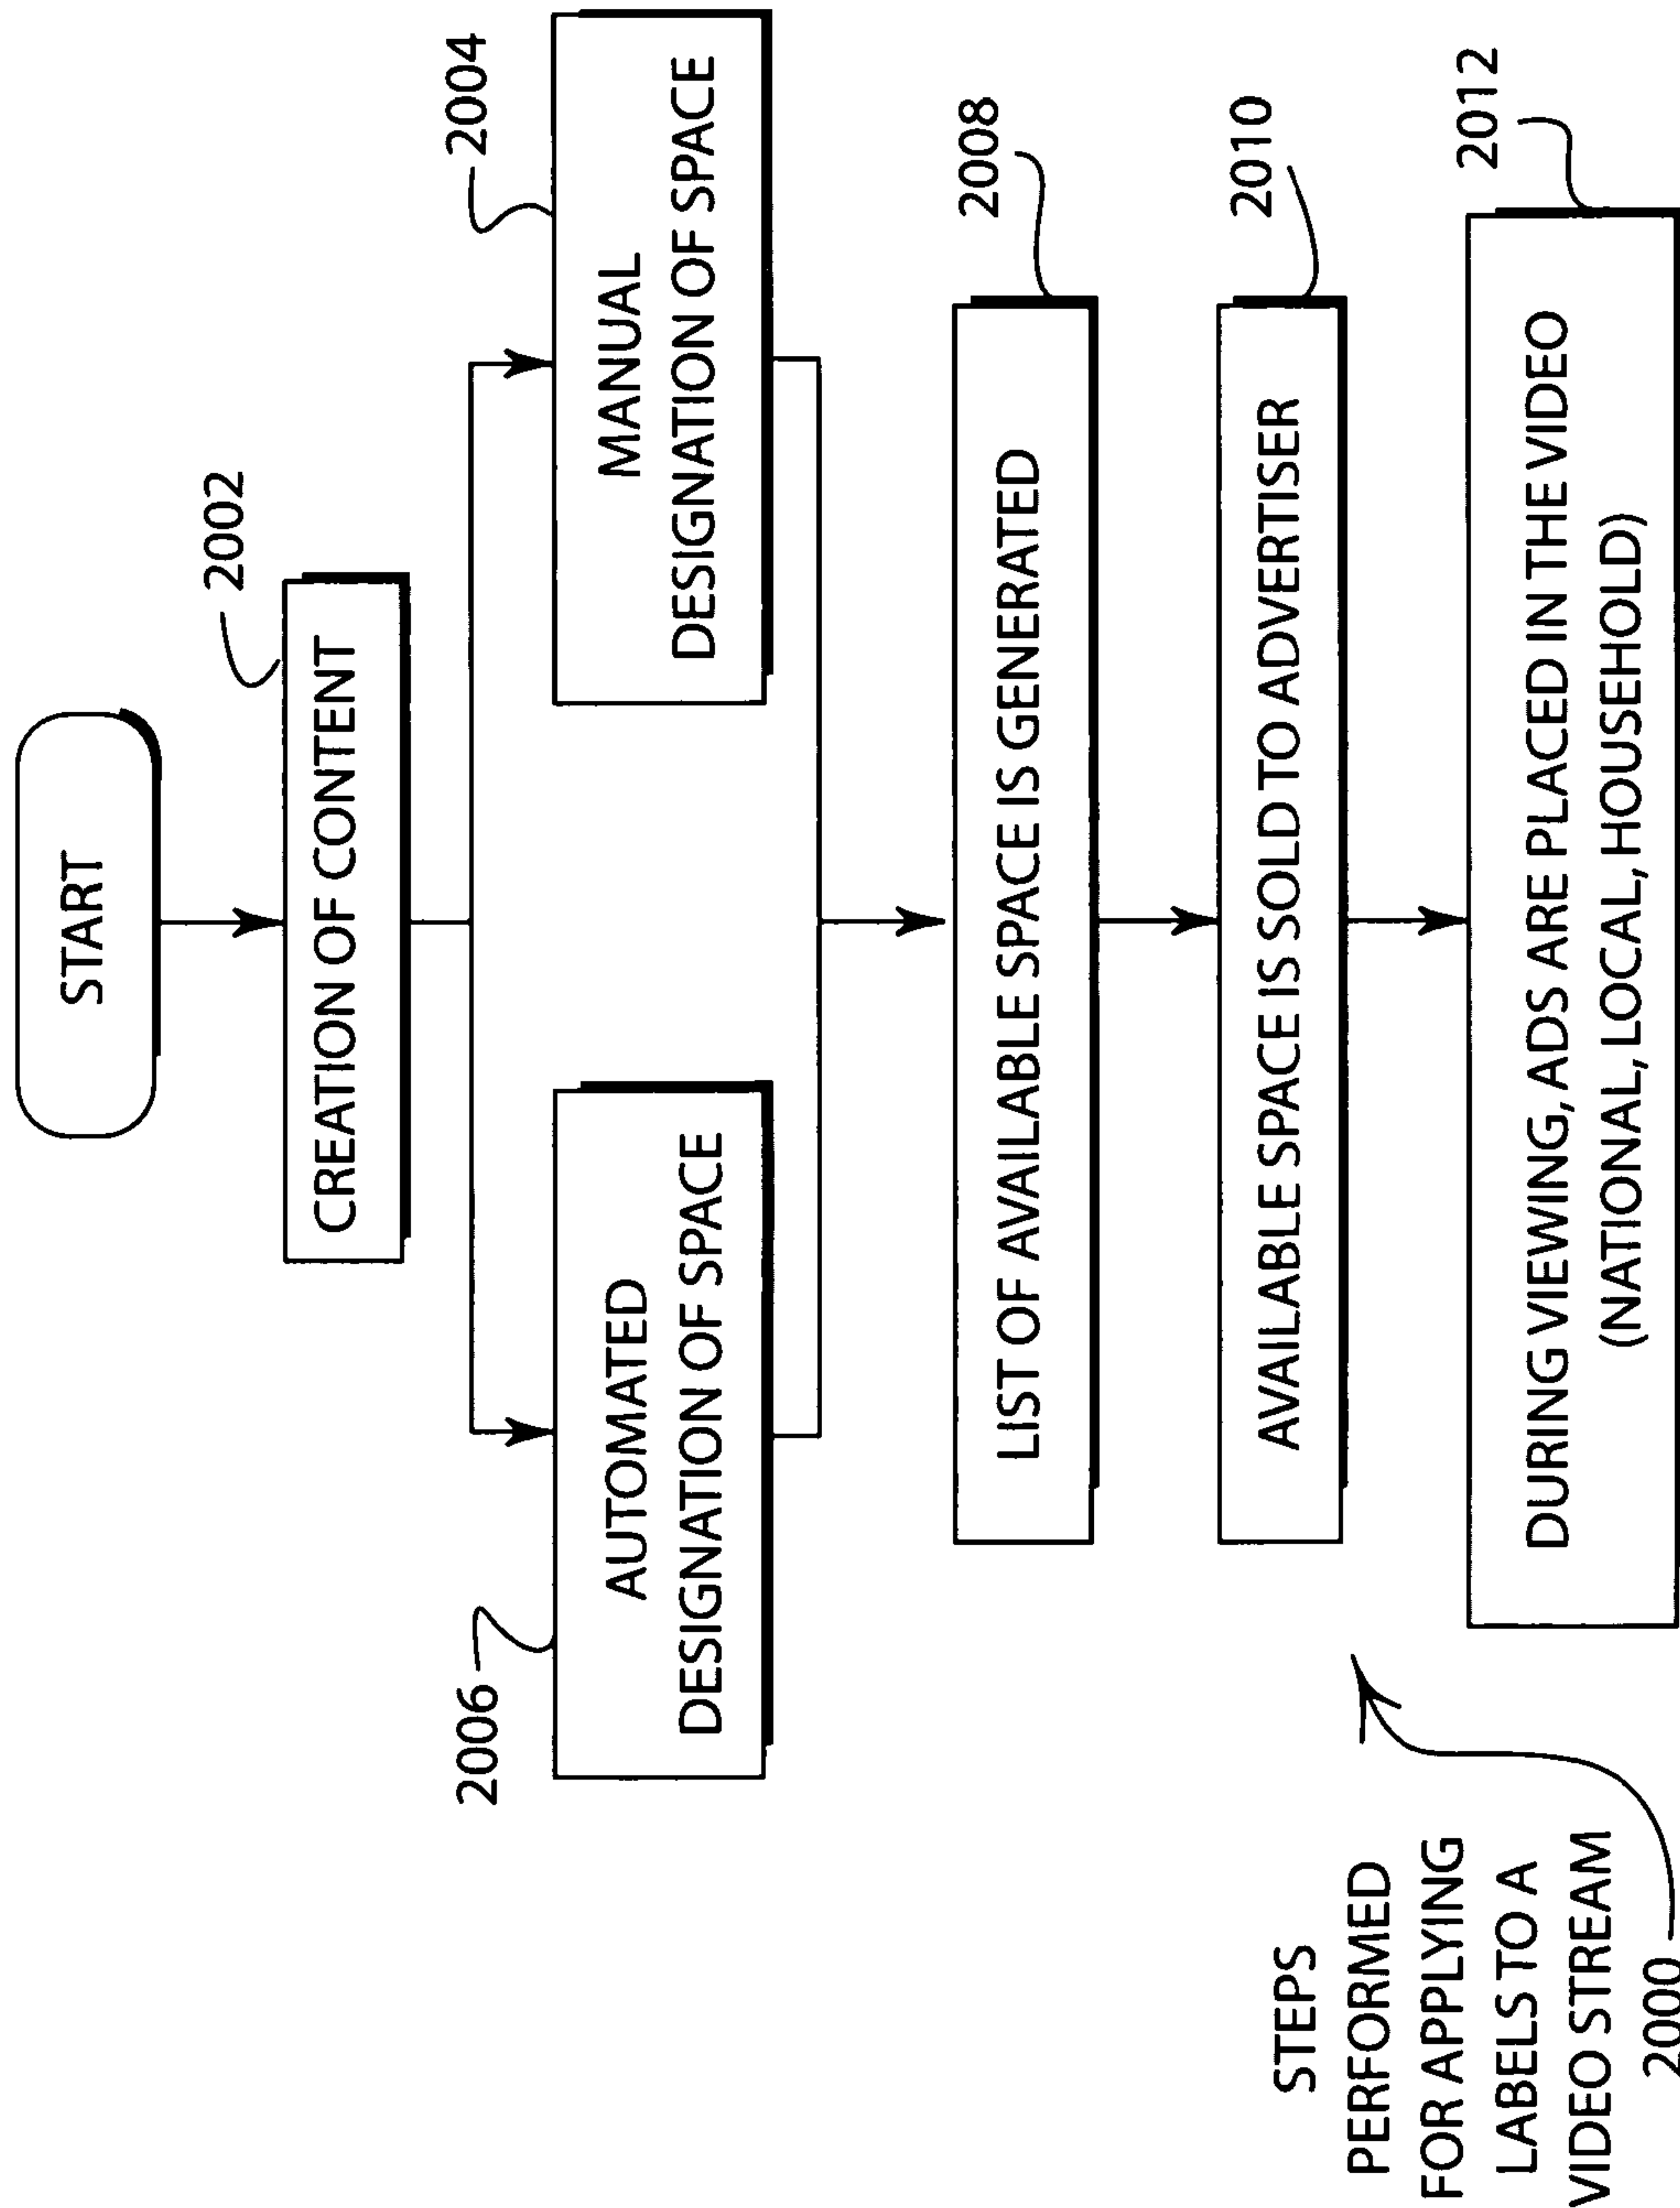 START
2002
CREATION OF CONTENT
2006
2004
AUTOMATED
DESIGNATION OF SPACE
MANUAL
DESIGNATION OF SPACE
2008
LIST OF AVAILABLE SPACE IS GENERATED
2010
AVAILABLE SPACE IS SOLD TO ADVERTISER
2012
DURING VIEWING, ADS ARE PLACED IN THE VIDEO
(NATIONAL, LOCAL, HOUSEHOLD)
STEPS
PERFORMED
FOR APPLYING
LABELS TO A
VIDEO STREAM
2000